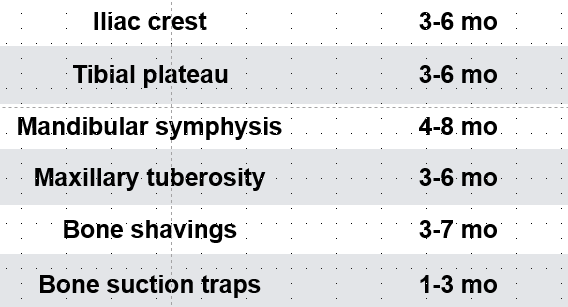 Iliac crest 3-6 mo
Tibial plateau 3-6 mo
Mandibular symphysis 4-8 mo
Maxillary tuberosity 3-6 mo
Bone shavings 3-7 mo
Bone suction traps 1-3 mo